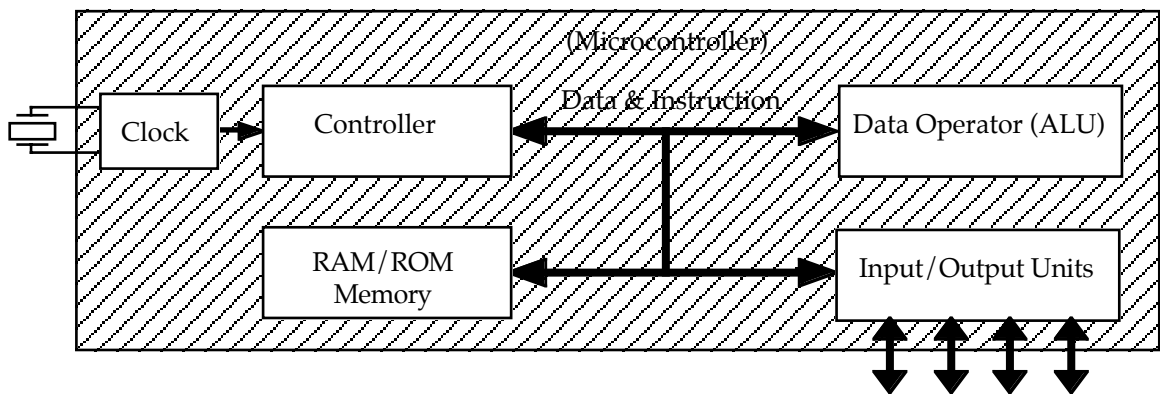 (Microcontroller)
Data & Instruction
Clock
Controller
Data Operator (ALU)
RAM/ROM
Memory
Input/Output Units